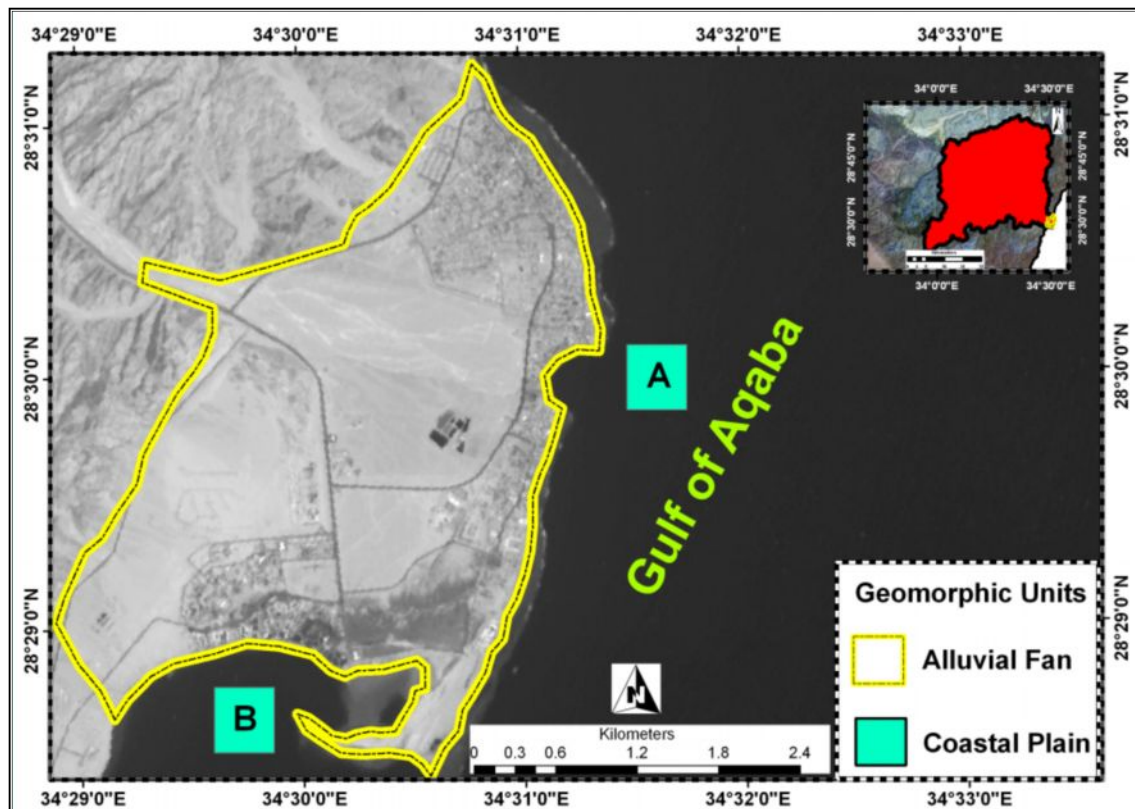 34°29'0"E 34°30'0"E 34°31'0"E 34°32'0"E 34°33'0"E
34°0'0"E 34°30'0"E
28°31'0"N
28°31'0"N
28°45'0"N
28°45'0"N
28°30'0"N
28°30'0"N
34°0'0"E 34°30'0"E
Kilometers
28°30'0"N
A
28°30'0"N
Gulf of Aqaba
Geomorphic Units
28°29'0"N
28°29'0"N
Alluvial Fan
N
B
Coastal Plain
Kilometers
0 0.3 0.6 1.2 1.8 2.4
34°29'0"E 34°30'0"E 34°31'0"E 34°32'0"E 34°33'0"E